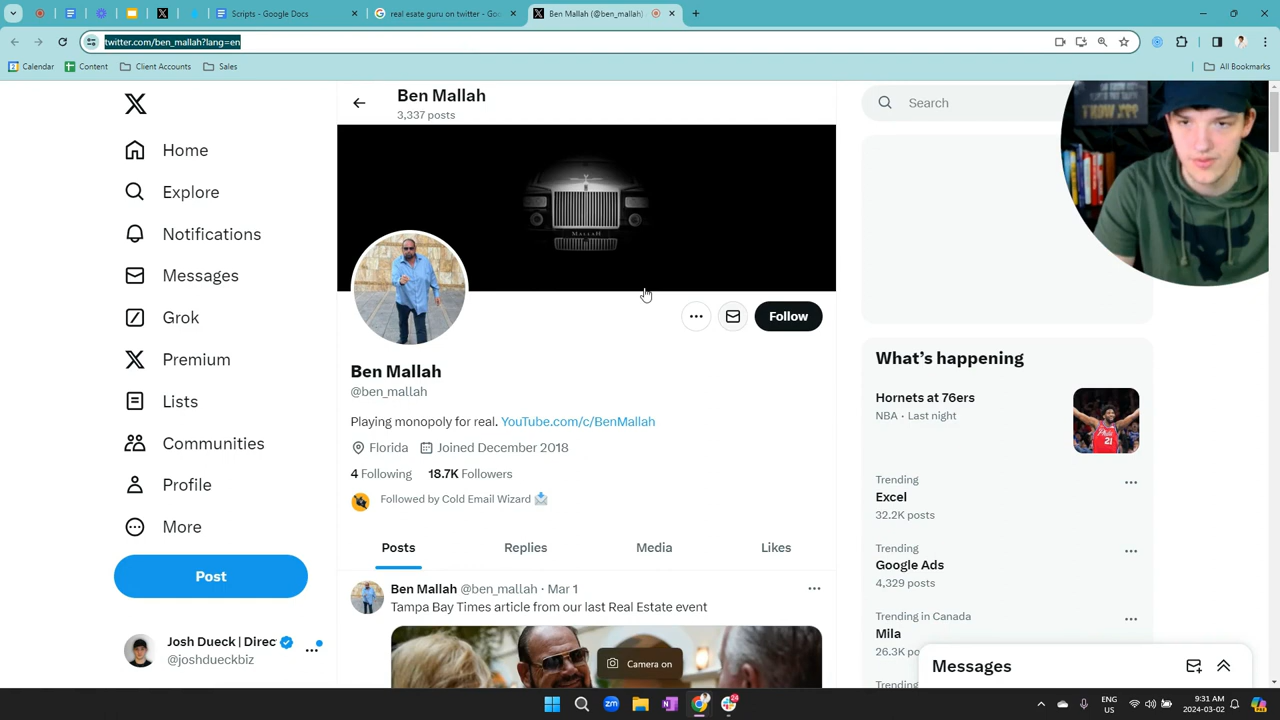 Scripts - Google Docs
real estate guru on twitter - Go
Ben Mallah (@ben_mallah)
twitter.com/ben_mallah?lang=en
Calendar
Content
Client Accounts
Sales
All Bookmarks
Home
Explore
Notifications
Messages
Grok
Premium
Lists
Communities
Profile
More
Post
Josh Dueck | Direc
@joshdueckbiz
Ben Mallah
3,337 posts
MALLAH
Follow
Ben Mallah
@ben_mallah
Playing monopoly for real. YouTube.com/c/BenMallah
Florida Joined December 2018
4 Following 18.7K Followers
Followed by Cold Email Wizard
Posts Replies Media Likes
Ben Mallah @ben_mallah · Mar 1
Tampa Bay Times article from our last Real Estate event
Camera on
Search
What's happening
Hornets at 76ers
NBA · Last night
Trending
Excel
32.2K posts
Trending
Google Ads
4,329 posts
Trending in Canada
Mila
26.3K po
Trending
Messages
24
ENG
US
9:31 AM
2024-03-02